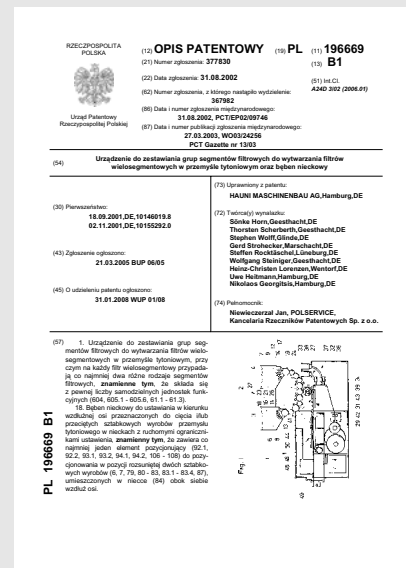 RZECZPOSPOLITA
POLSKA
Urząd Patentowy
Rzeczypospolitej Polskiej
(12) OPIS PATENTOWY (19) PL (11) 196669
(13) B1
(21) Numer zgłoszenia: 377830
(22) Data zgłoszenia: 31.08.2002
(51) Int.Cl.
A24D 3/02 (2006.01)
(62) Numer zgłoszenia, z którego nastąpiło wydzielenie:
367982
(86) Data i numer zgłoszenia międzynarodowego:
31.08.2002, PCT/EP02/09746
(87) Data i numer publikacji zgłoszenia międzynarodowego:
27.03.2003, WO03/24256
PCT Gazette nr 13/03
(54) Urządzenie do zestawiania grup segmentów filtrowych do wytwarzania filtrów
wielosegmentowych w przemyśle tytoniowym oraz bęben nieckowy
(30) Pierwszeństwo:
18.09.2001,DE,10146019.8
02.11.2001,DE,10155292.0
(43) Zgłoszenie ogłoszono:
21.03.2005 BUP 06/05
(45) O udzieleniu patentu ogłoszono:
31.01.2008 WUP 01/08
(73) Uprawniony z patentu:
HAUNI MASCHINENBAU AG,Hamburg,DE
(72) Twórca(y) wynalazku:
Sönke Horn,Geesthacht,DE
Thorsten Scherberth,Geesthacht,DE
Stephen Wolff,Glinde,DE
Gerd Strohecker,Marschacht,DE
Steffen Rocktäschel,Lüneburg,DE
Wolfgang Steiniger,Geesthacht,DE
Heinz-Christen Lorenzen,Wentorf,DE
Uwe Heitmann,Hamburg,DE
Nikolaos Georgitsis,Hamburg,DE
(74) Pełnomocnik:
Niewieczerzał Jan, POLSERVICE,
Kancelaria Rzeczników Patentowych Sp. z o.o.
(57) 1. Urządzenie do zestawiania grup seg-
mentów filtrowych do wytwarzania filtrów wielo-
segmentowych w przemyśle tytoniowym, przy
czym na każdy filtr wielosegmentowy przypada-
ją co najmniej dwa różne rodzaje segmentów
filtrowych, znamienne tym, że składa się
z pewnej liczby samodzielnych jednostek funk-
cyjnych (604, 605.1 - 605.6, 61.1 - 61.3).
18. Bęben nieckowy do ustawiania w kierunku
wzdłużnej osi przeznaczonych do cięcia i/lub
przeciętych sztabkowych wyrobów przemysłu
tytoniowego w nieckach z ruchomymi ograniczni-
kami ustawienia, znamienny tym, że zawiera co
najmniej jeden element pozycjonujący (92.1,
92.2, 93.1, 93.2, 94.1, 94.2, 106 - 108) do pozy-
cjonowania w pozycji rozsuniętej dwóch sztabko-
wych wyrobów (6, 7, 79, 80 - 83, 83.1 - 83.4, 87),
umieszczonych w niecce (84) obok siebie
wzdłuż osi.
PL 196669 B1
Fig. 1